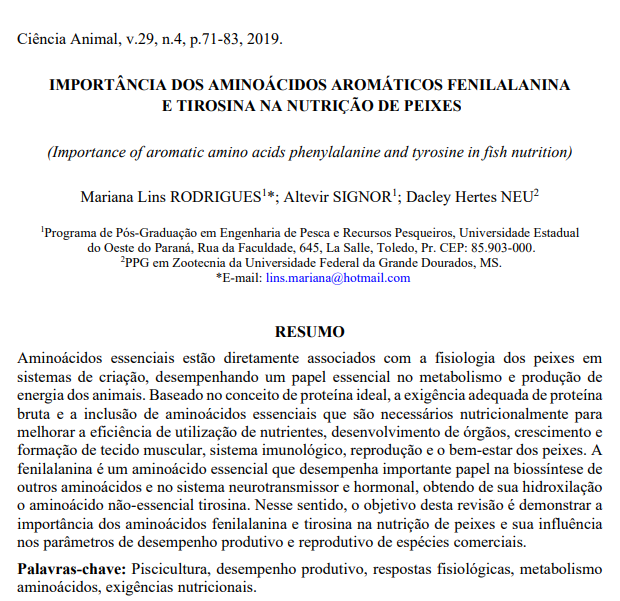 Ciência Animal, v.29, n.4, p.71-83, 2019.
IMPORTÂNCIA DOS AMINOÁCIDOS AROMÁTICOS FENILALANINA
E TIROSINA NA NUTRIÇÃO DE PEIXES
(Importance of aromatic amino acids phenylalanine and tyrosine in fish nutrition)
Mariana Lins RODRIGUES¹*; Altevir SIGNOR¹; Dacley Hertes NEU²
¹Programa de Pós-Graduação em Engenharia de Pesca e Recursos Pesqueiros, Universidade Estadual
do Oeste do Paraná, Rua da Faculdade, 645, La Salle, Toledo, Pr. CEP: 85.903-000.
²PPG em Zootecnia da Universidade Federal da Grande Dourados, MS.
*E-mail: lins.mariana@hotmail.com
RESUMO
Aminoácidos essenciais estão diretamente associados com a fisiologia dos peixes em
sistemas de criação, desempenhando um papel essencial no metabolismo e produção de
energia dos animais. Baseado no conceito de proteína ideal, a exigência adequada de proteína
bruta e a inclusão de aminoácidos essenciais que são necessários nutricionalmente para
melhorar a eficiência de utilização de nutrientes, desenvolvimento de órgãos, crescimento e
formação de tecido muscular, sistema imunológico, reprodução e o bem-estar dos peixes. A
fenilalanina é um aminoácido essencial que desempenha importante papel na biossíntese de
outros aminoácidos e no sistema neurotransmissor e hormonal, obtendo de sua hidroxilação
o aminoácido não-essencial tirosina. Nesse sentido, o objetivo desta revisão é demonstrar a
importância dos aminoácidos fenilalanina e tirosina na nutrição de peixes e sua influência
nos parâmetros de desempenho produtivo e reprodutivo de espécies comerciais.
Palavras-chave: Piscicultura, desempenho produtivo, respostas fisiológicas, metabolismo
aminoácidos, exigências nutricionais.